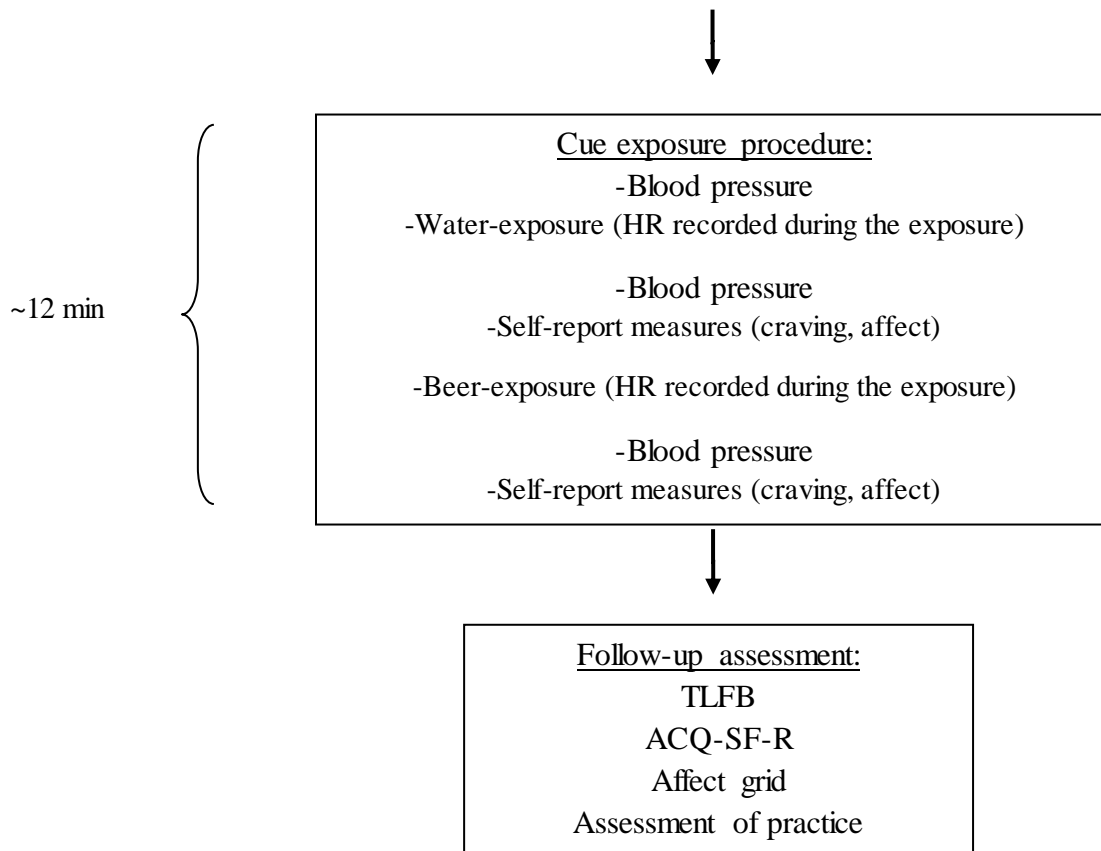 Cue exposure procedure:
-Blood pressure
-Water-exposure (HR recorded during the exposure)
-Blood pressure
~12 min
-Self-report measures (craving, affect)
-Beer-exposure (HR recorded during the exposure)
-Blood pressure
-Self-report measures (craving, affect)
Follow-up assessment:
TLFB
ACQ-SF-R
Affect grid
Assessment of practice